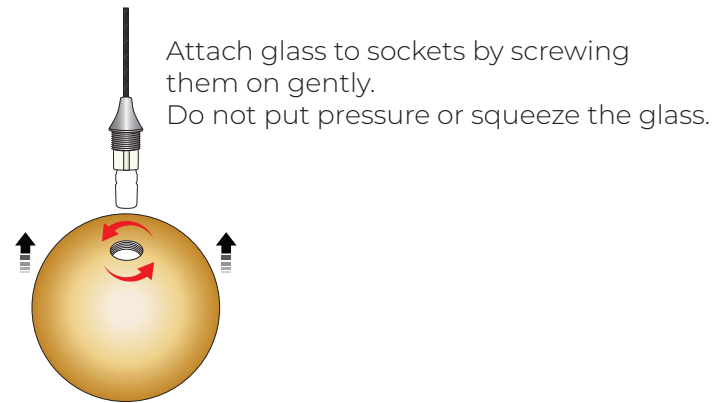 Attach glass to sockets by screwing
them on gently.
Do not put pressure or squeeze the glass.